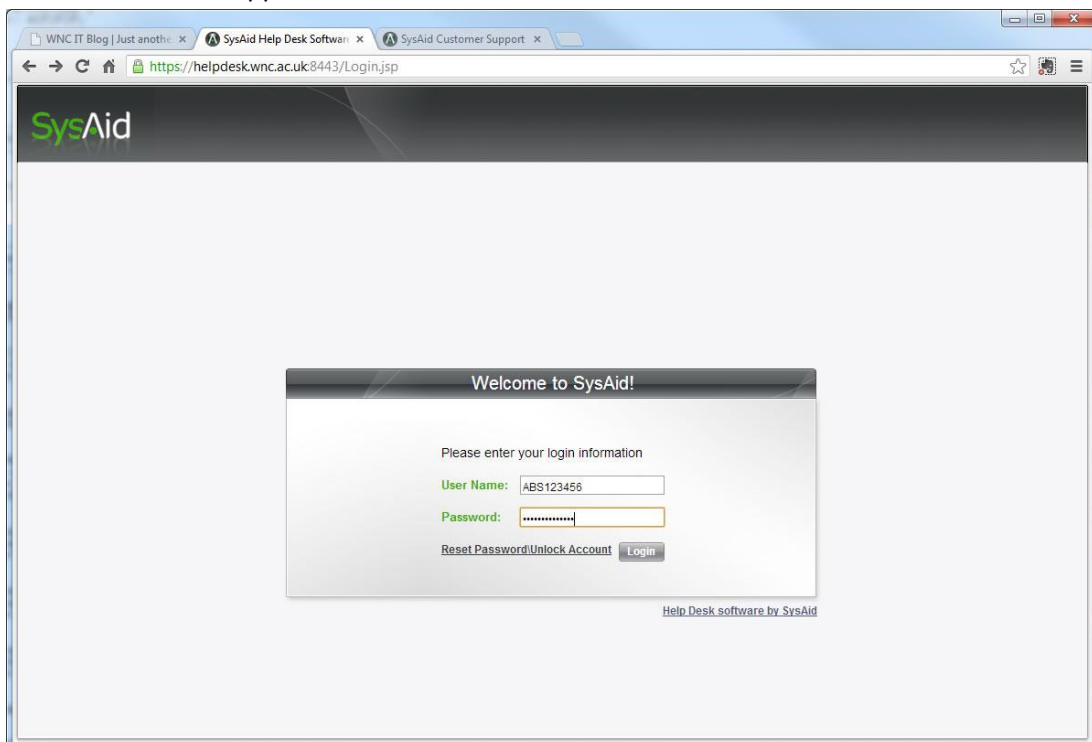 WNC IT Blog | Just anothe
SysAid Help Desk Software
SysAid Customer Support
https://helpdesk.wnc.ac.uk:8443/Login.jsp
SysAid
Welcome to SysAid!
Please enter your login information
User Name: ABS123456
Password: ••••••••••••••
Reset Password\Unlock Account Login
Help Desk software by SysAid